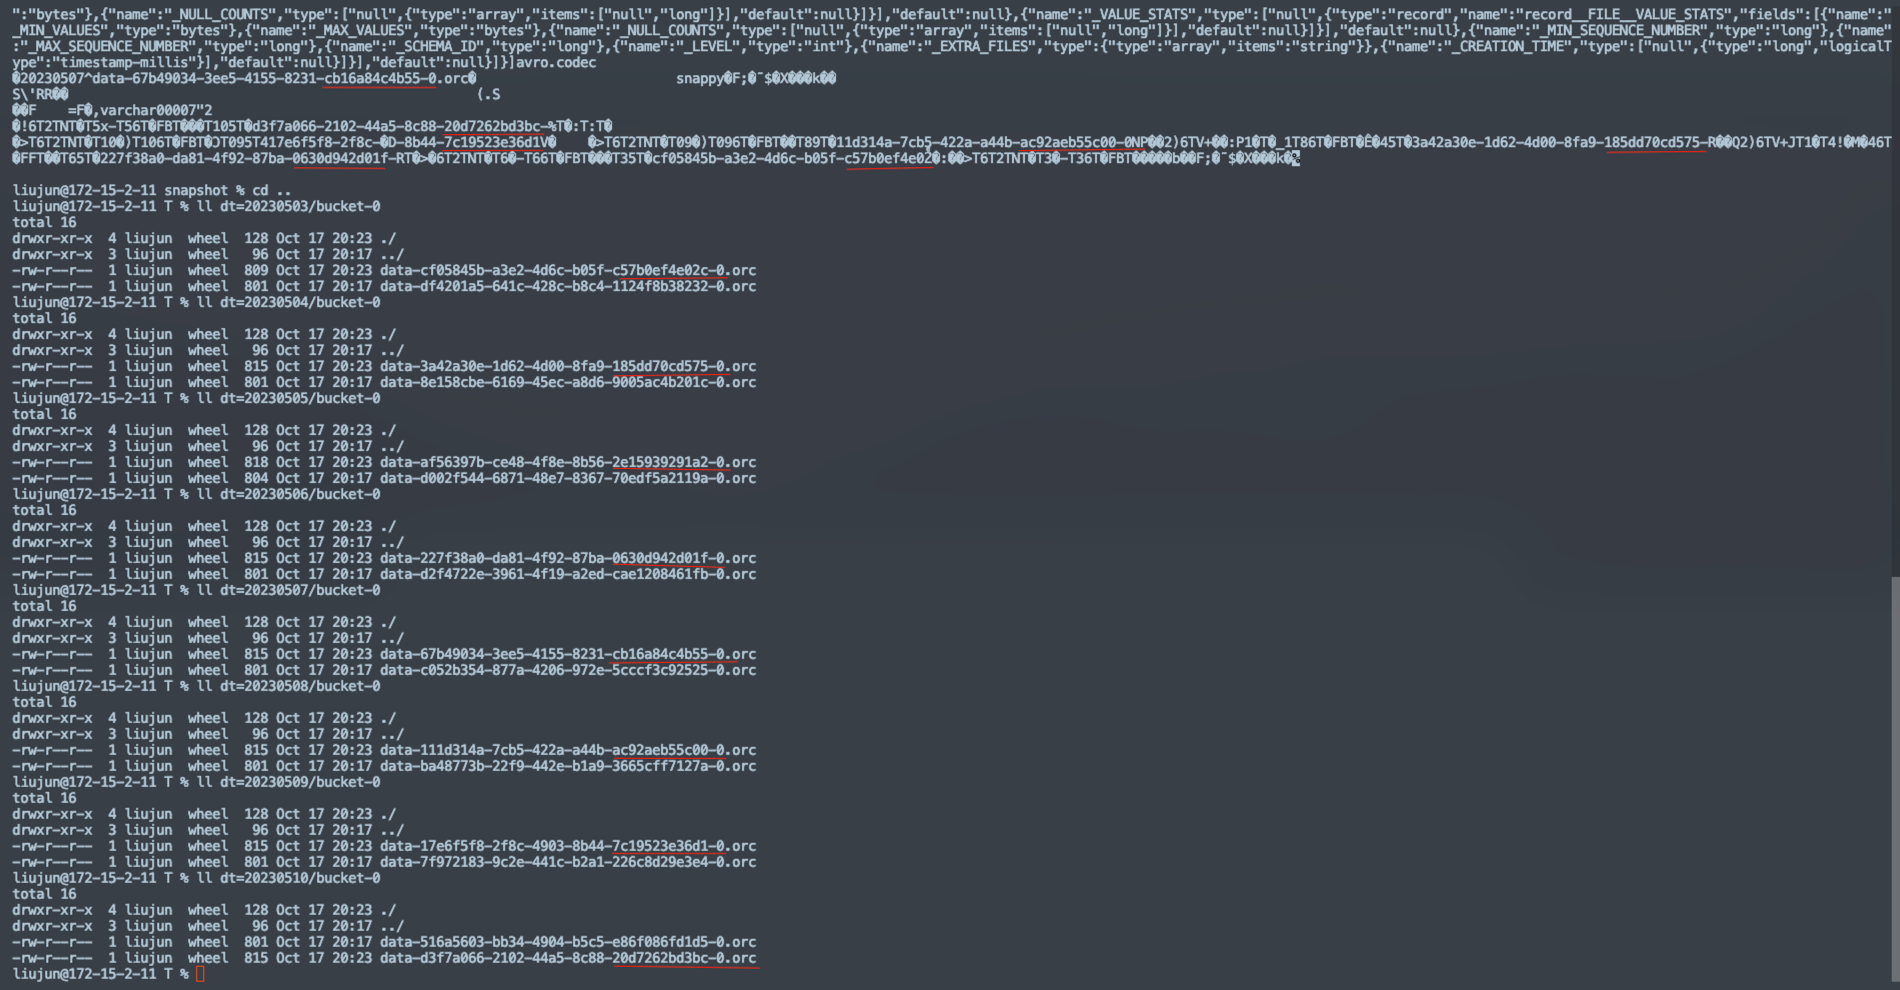 ":"bytes"},{"name":"_NULL_COUNTS","type":["null",{"type":"array","items":["null","long"]}],"default":null}]}],"default":null},{"name":"_VALUE_STATS","type":["null",{"type":"record","name":"record__FILE__VALUE_STATS","fields":[{"name":"
_MIN_VALUES","type":"bytes"},{"name":"_MAX_VALUES","type":"bytes"},{"name":"_NULL_COUNTS","type":["null",{"type":"array","items":["null","long"]}],"default":null}]}],"default":null},{"name":"_MIN_SEQUENCE_NUMBER","type":"long"},{"name"
:"_MAX_SEQUENCE_NUMBER","type":"long"},{"name":"_SCHEMA_ID","type":"long"},{"name":"_LEVEL","type":"int"},{"name":"_EXTRA_FILES","type":{"type":"array","items":"string"}},{"name":"_CREATION_TIME","type":["null",{"type":"long","logicalT
ype":"timestamp-millis"}],"default":null}]}],"default":null}]}avro.codec
�20230507^data-67b49034-3ee5-4155-8231-cb16a84c4b55-0.orc� snappy�F;�¯$�X���k��
S\'RR�� (.S
��F =F�,varchar00007"2
�!6T2TNT�T5x-T56T�FBT���T105T�d3f7a066-2102-44a5-8c88-20d7262bd3bc-%T�:T:T�
�>T6T2TNT�T10�)T106T�FBT�ƆT095T417e6f5f8-2f8c-�D-8b44-7c19523e36d1V� �>T6T2TNT�T09�)T096T�FBT��T89T�11d314a-7cb5-422a-a44b-ac92aeb55c00-0NP��2)6TV+��:P1�T�_1T86T�FBT�Ȇ�45T�3a42a30e-1d62-4d00-8fa9-185dd70cd575-R��Q2)6TV+JT1�T4!�M�46T
�FFT��T65T�227f38a0-da81-4f92-87ba-0630d942d01f-RT�>�6T2TNT�T6�-T66T�FBT���T35T�cf05845b-a3e2-4d6c-b05f-c57b0ef4e02�:��>T6T2TNT�T3�-T36T�FBT�����b��F;�¯$�X���k�%
liujun@172-15-2-11 snapshot % cd ..
liujun@172-15-2-11 T % ll dt=20230503/bucket-0
total 16
drwxr-xr-x 4 liujun wheel 128 Oct 17 20:23 ./
drwxr-xr-x 3 liujun wheel 96 Oct 17 20:17 ../
-rw-r--r-- 1 liujun wheel 809 Oct 17 20:23 data-cf05845b-a3e2-4d6c-b05f-c57b0ef4e02c-0.orc
-rw-r--r-- 1 liujun wheel 801 Oct 17 20:17 data-df4201a5-641c-428c-b8c4-1124f8b38232-0.orc
liujun@172-15-2-11 T % ll dt=20230504/bucket-0
total 16
drwxr-xr-x 4 liujun wheel 128 Oct 17 20:23 ./
drwxr-xr-x 3 liujun wheel 96 Oct 17 20:17 ../
-rw-r--r-- 1 liujun wheel 815 Oct 17 20:23 data-3a42a30e-1d62-4d00-8fa9-185dd70cd575-0.orc
-rw-r--r-- 1 liujun wheel 801 Oct 17 20:17 data-8e158cbe-6169-45ec-a8d6-9005ac4b201c-0.orc
liujun@172-15-2-11 T % ll dt=20230505/bucket-0
total 16
drwxr-xr-x 4 liujun wheel 128 Oct 17 20:23 ./
drwxr-xr-x 3 liujun wheel 96 Oct 17 20:17 ../
-rw-r--r-- 1 liujun wheel 818 Oct 17 20:23 data-af56397b-ce48-4f8e-8b56-2e15939291a2-0.orc
-rw-r--r-- 1 liujun wheel 804 Oct 17 20:17 data-d002f544-6871-48e7-8367-70edf5a2119a-0.orc
liujun@172-15-2-11 T % ll dt=20230506/bucket-0
total 16
drwxr-xr-x 4 liujun wheel 128 Oct 17 20:23 ./
drwxr-xr-x 3 liujun wheel 96 Oct 17 20:17 ../
-rw-r--r-- 1 liujun wheel 815 Oct 17 20:23 data-227f38a0-da81-4f92-87ba-0630d942d01f-0.orc
-rw-r--r-- 1 liujun wheel 801 Oct 17 20:17 data-d2f4722e-3961-4f19-a2ed-cae1208461fb-0.orc
liujun@172-15-2-11 T % ll dt=20230507/bucket-0
total 16
drwxr-xr-x 4 liujun wheel 128 Oct 17 20:23 ./
drwxr-xr-x 3 liujun wheel 96 Oct 17 20:17 ../
-rw-r--r-- 1 liujun wheel 815 Oct 17 20:23 data-67b49034-3ee5-4155-8231-cb16a84c4b55-0.orc
-rw-r--r-- 1 liujun wheel 801 Oct 17 20:17 data-c052b354-877a-4206-972e-5cccf3c92525-0.orc
liujun@172-15-2-11 T % ll dt=20230508/bucket-0
total 16
drwxr-xr-x 4 liujun wheel 128 Oct 17 20:23 ./
drwxr-xr-x 3 liujun wheel 96 Oct 17 20:17 ../
-rw-r--r-- 1 liujun wheel 815 Oct 17 20:23 data-111d314a-7cb5-422a-a44b-ac92aeb55c00-0.orc
-rw-r--r-- 1 liujun wheel 801 Oct 17 20:17 data-ba48773b-22f9-442e-b1a9-3665cff7127a-0.orc
liujun@172-15-2-11 T % ll dt=20230509/bucket-0
total 16
drwxr-xr-x 4 liujun wheel 128 Oct 17 20:23 ./
drwxr-xr-x 3 liujun wheel 96 Oct 17 20:17 ../
-rw-r--r-- 1 liujun wheel 815 Oct 17 20:23 data-17e6f5f8-2f8c-4903-8b44-7c19523e36d1-0.orc
-rw-r--r-- 1 liujun wheel 801 Oct 17 20:17 data-7f972183-9c2e-441c-b2a1-226c8d29e3e4-0.orc
liujun@172-15-2-11 T % ll dt=20230510/bucket-0
total 16
drwxr-xr-x 4 liujun wheel 128 Oct 17 20:23 ./
drwxr-xr-x 3 liujun wheel 96 Oct 17 20:17 ../
-rw-r--r-- 1 liujun wheel 801 Oct 17 20:17 data-516a5603-bb34-4904-b5c5-e86f086fd1d5-0.orc
-rw-r--r-- 1 liujun wheel 815 Oct 17 20:23 data-d3f7a066-2102-44a5-8c88-20d7262bd3bc-0.orc
liujun@172-15-2-11 T %